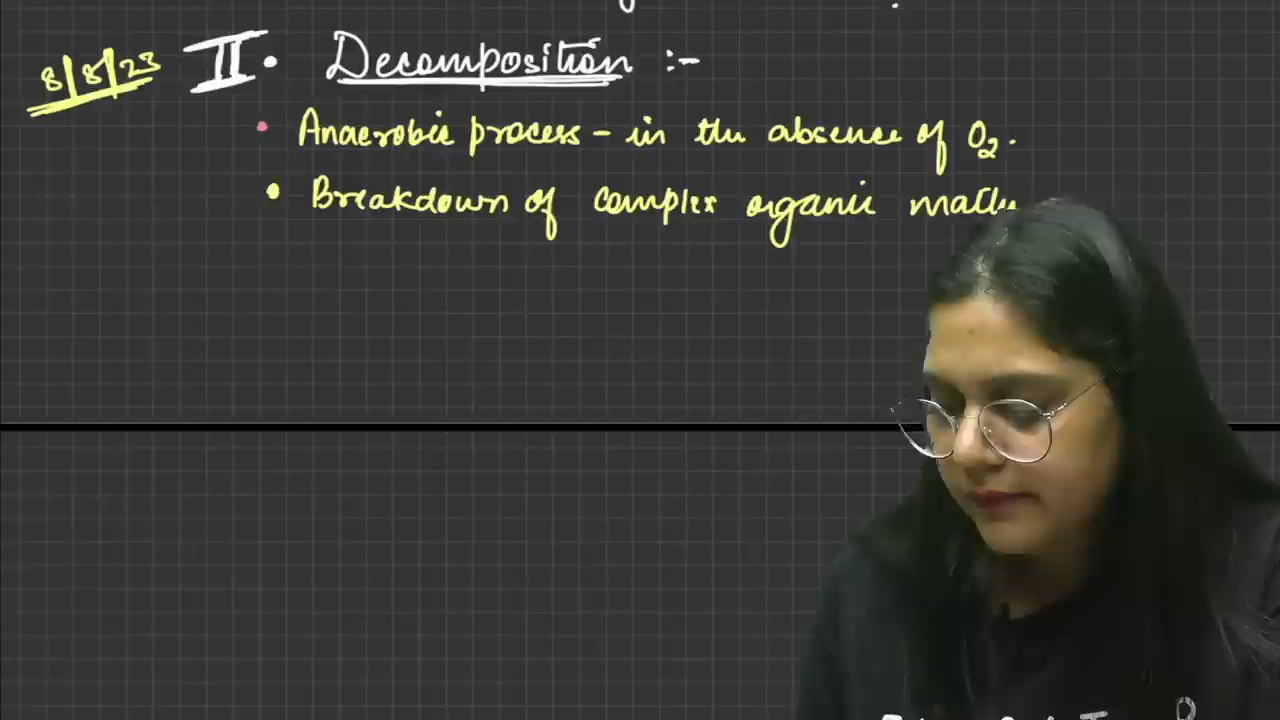 8/8/23 II. Decomposition :-
• Anaerobic process - in the absence of O2.
• Breakdown of complex organic